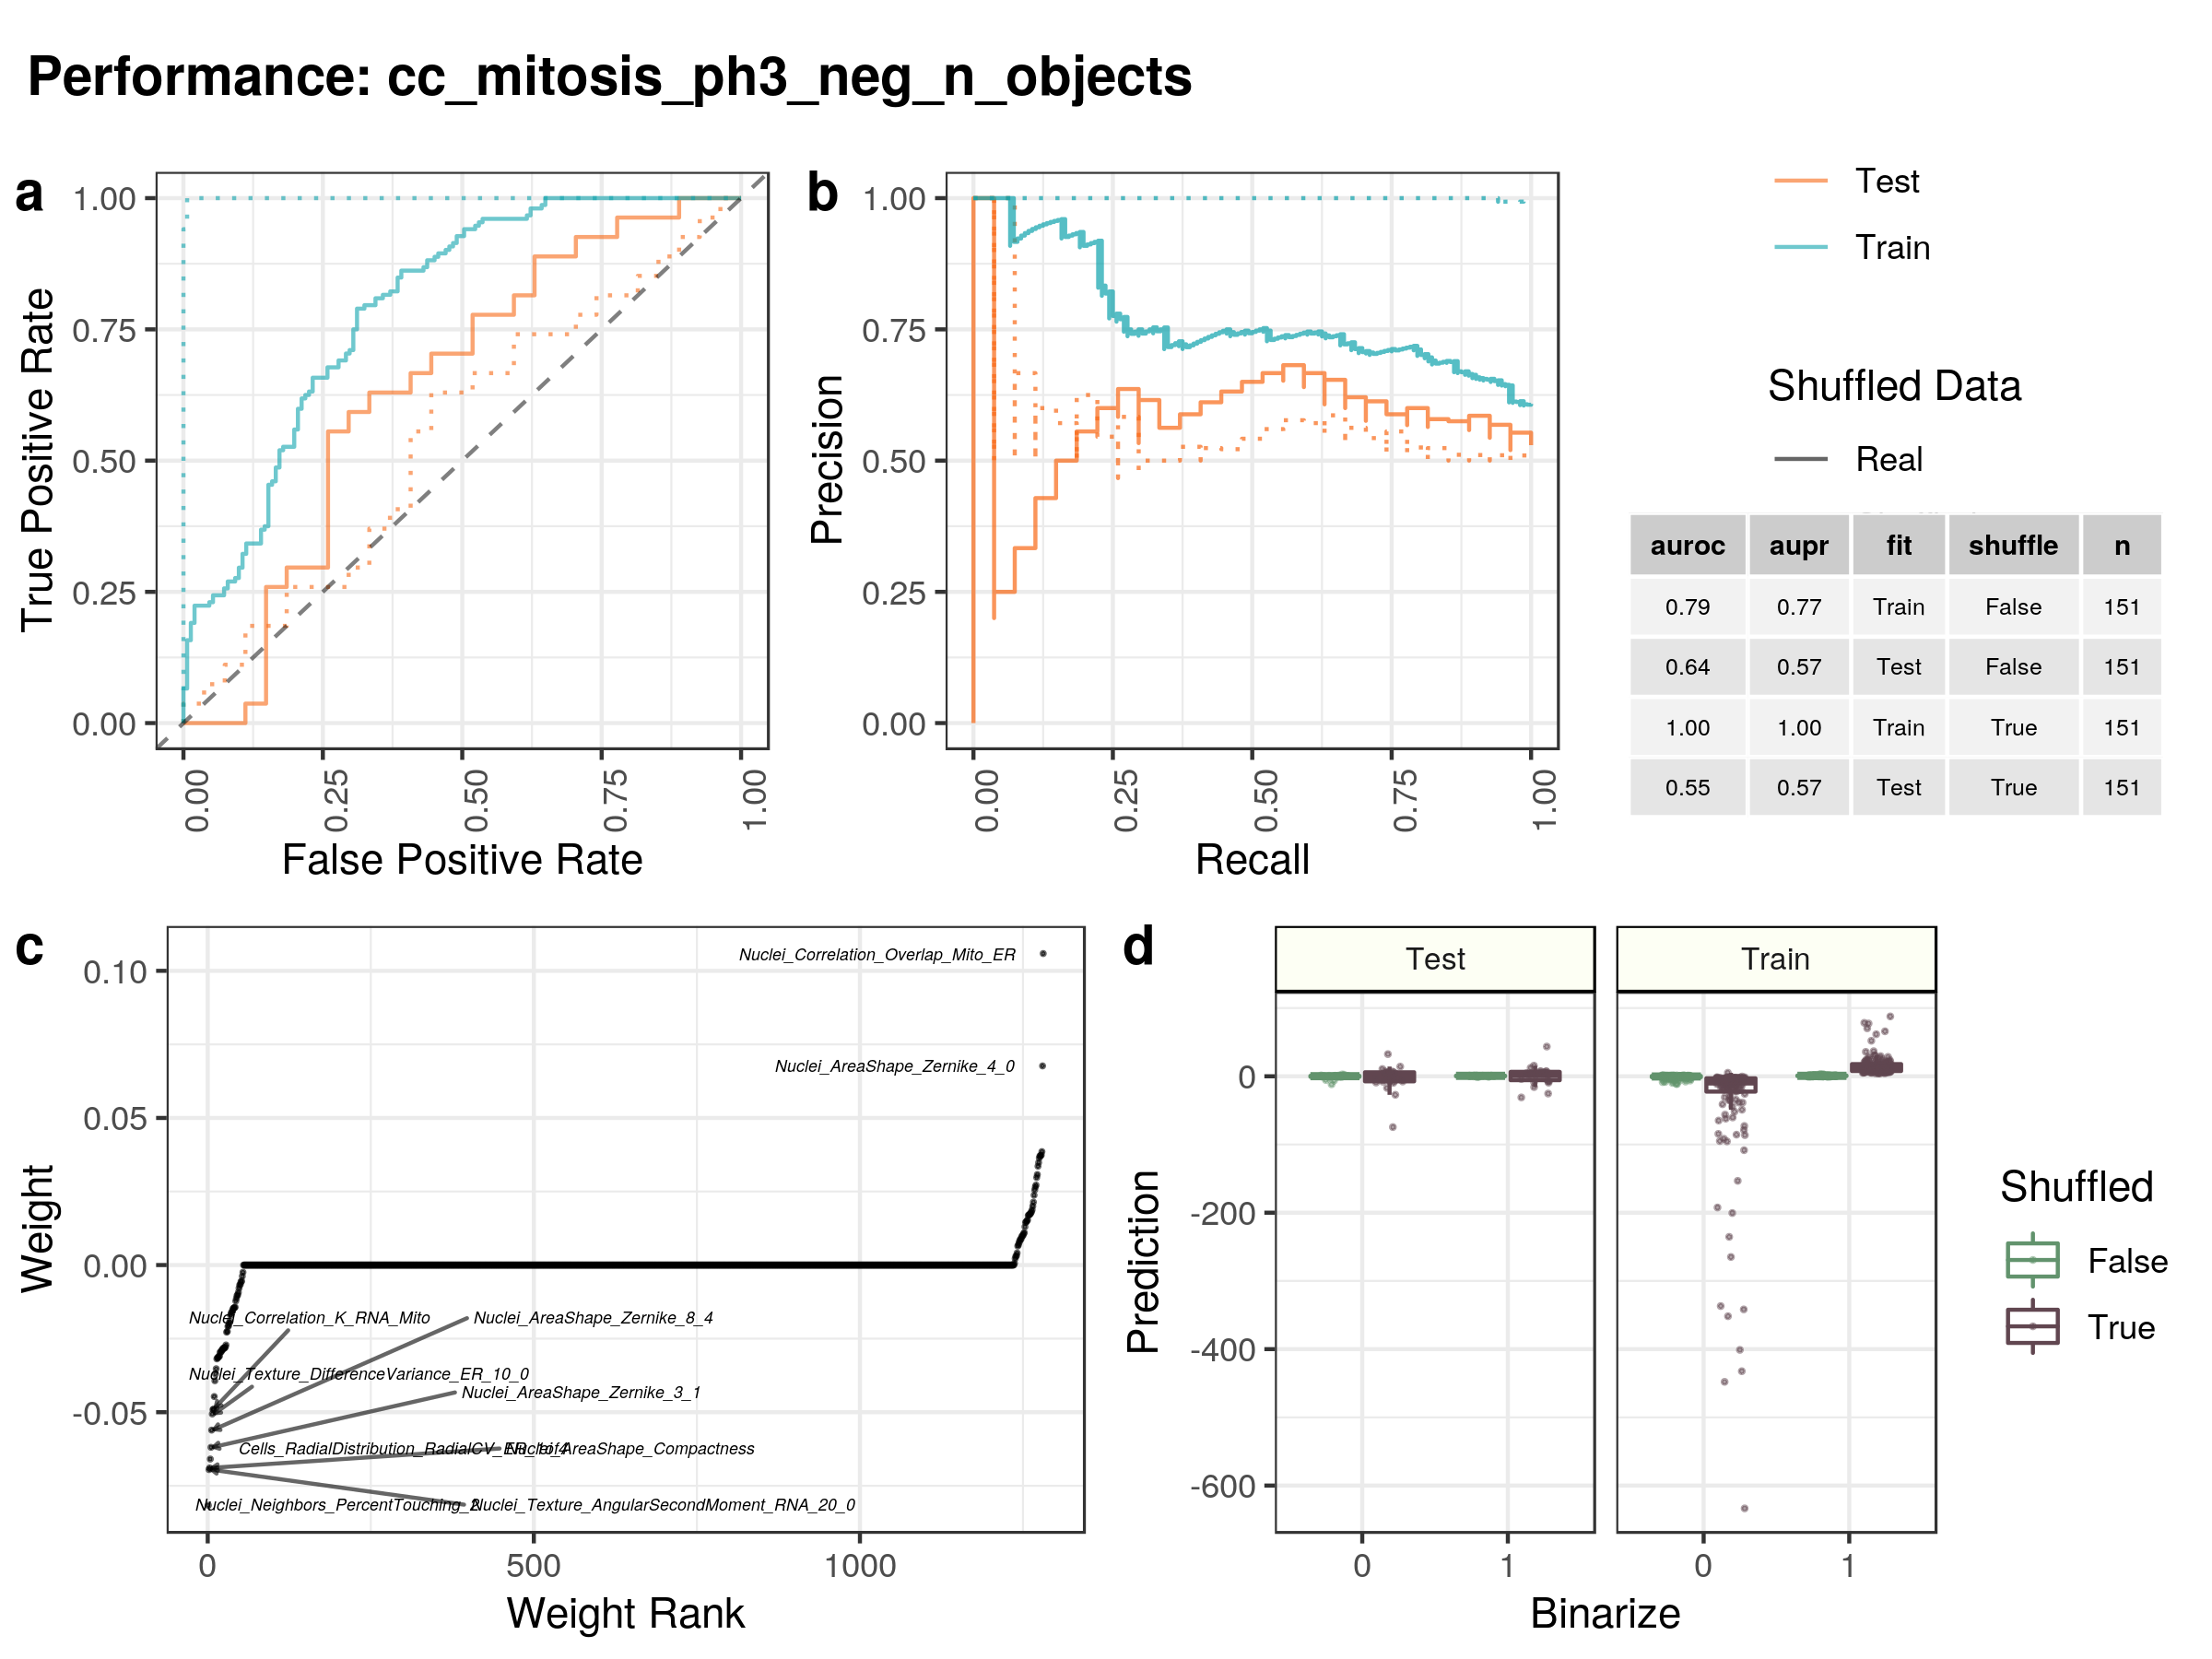 Performance: cc_mitosis_ph3_neg_n_objects
a
1.00
0.75
0.50
0.25
0.00
True Positive Rate
0.00
0.25
0.50
0.75
1.00
False Positive Rate
b
1.00
0.75
0.50
0.25
0.00
Precision
0.00
0.25
0.50
0.75
1.00
Recall
Test
Train
Shuffled Data
Real
auroc aupr fit shuffle n
0.79 0.77 Train False 151
0.64 0.57 Test False 151
1.00 1.00 Train True 151
0.55 0.57 Test True 151
c
0.10
0.05
0.00
-0.05
Weight
Nuclei_Correlation_Overlap_Mito_ER
Nuclei_AreaShape_Zernike_4_0
Nuclei_Correlation_K_RNA_Mito
Nuclei_AreaShape_Zernike_8_4
Nuclei_Texture_DifferenceVariance_ER_10_0
Nuclei_AreaShape_Zernike_3_1
Cells_RadialDistribution_RadialCV_ER_1of4
Nuclei_AreaShape_Compactness
Nuclei_Neighbors_PercentTouching_2
Nuclei_Texture_AngularSecondMoment_RNA_20_0
0 500 1000
Weight Rank
d
Test Train
0
-200
-400
-600
Prediction
0 1 0 1
Binarize
Shuffled
False
True